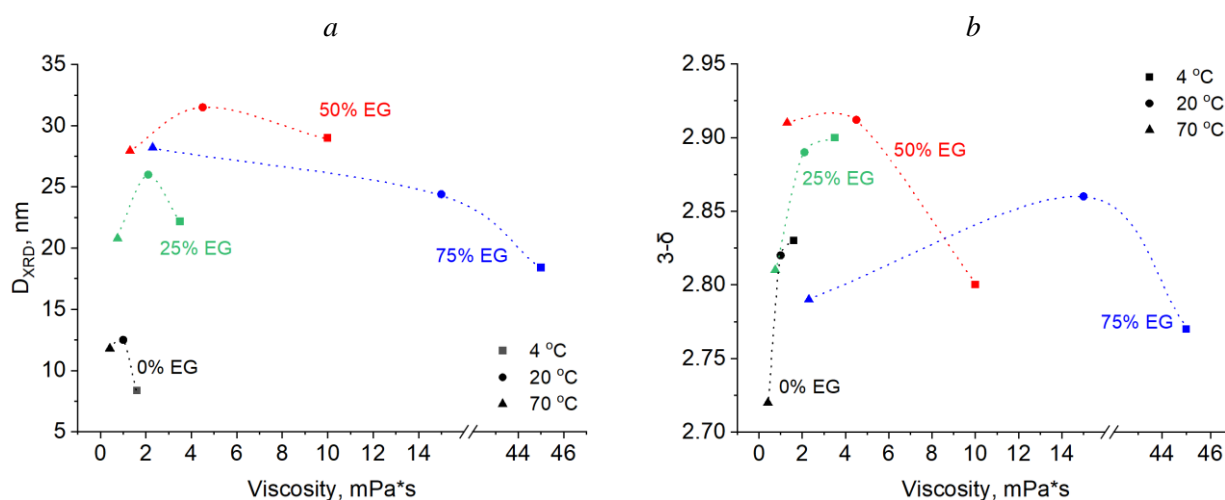 a
35
30
25
20
15
10
5
D_XRD, nm
50% EG
25% EG
75% EG
0% EG
4 °C
20 °C
70 °C
0 2 4 6 8 10 12 14 44 46
Viscosity, mPa*s
b
2.95
2.90
2.85
2.80
2.75
2.70
3-δ
4 °C
20 °C
70 °C
50% EG
25% EG
75% EG
0% EG
0 2 4 6 8 10 12 14 44 46
Viscosity, mPa*s